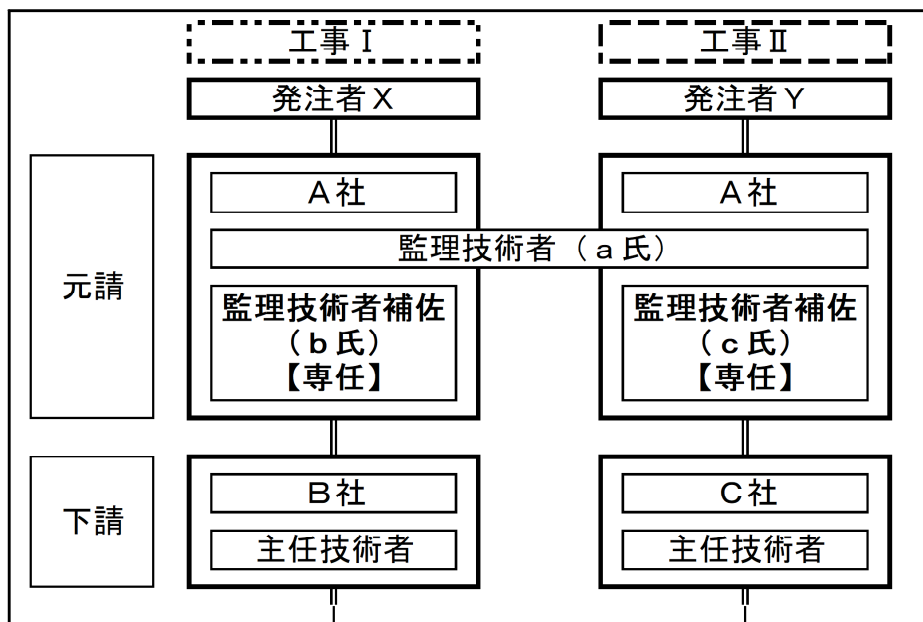 工事Ⅰ
工事Ⅱ
発注者Ｘ
発注者Ｙ
元請
Ａ社
Ａ社
監理技術者（ａ氏）
監理技術者補佐
（ｂ氏）
【専任】
監理技術者補佐
（ｃ氏）
【専任】
下請
Ｂ社
Ｃ社
主任技術者
主任技術者